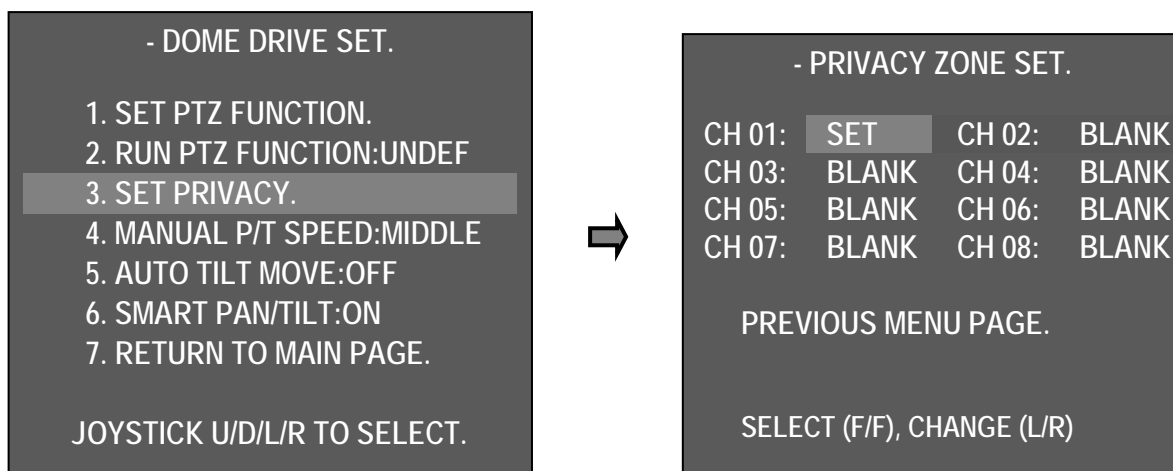 - DOME DRIVE SET.
1. SET PTZ FUNCTION.
2. RUN PTZ FUNCTION:UNDEF
3. SET PRIVACY.
4. MANUAL P/T SPEED:MIDDLE
5. AUTO TILT MOVE:OFF
6. SMART PAN/TILT:ON
7. RETURN TO MAIN PAGE.
JOYSTICK U/D/L/R TO SELECT.
- PRIVACY ZONE SET.
CH 01: SET CH 02: BLANK
CH 03: BLANK CH 04: BLANK
CH 05: BLANK CH 06: BLANK
CH 07: BLANK CH 08: BLANK
PREVIOUS MENU PAGE.
SELECT (F/F), CHANGE (L/R)